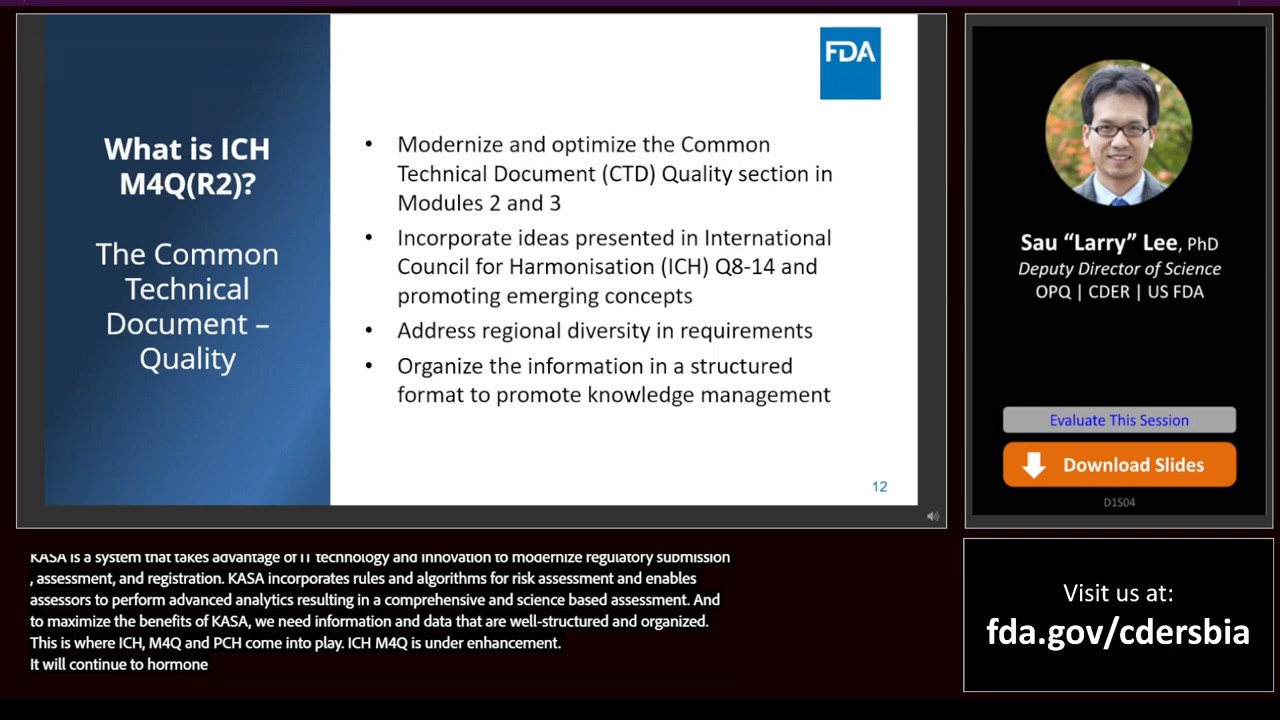 FDA
What is ICH
M4Q(R2)?
The Common
Technical
Document –
Quality
• Modernize and optimize the Common
Technical Document (CTD) Quality section in
Modules 2 and 3
• Incorporate ideas presented in International
Council for Harmonisation (ICH) Q8-14 and
promoting emerging concepts
• Address regional diversity in requirements
• Organize the information in a structured
format to promote knowledge management
12
Sau “Larry” Lee, PhD
Deputy Director of Science
OPQ | CDER | US FDA
Evaluate This Session
Download Slides
D1S04
KASA is a system that takes advantage of IT technology and innovation to modernize regulatory submission
, assessment, and registration. KASA incorporates rules and algorithms for risk assessment and enables
assessors to perform advanced analytics resulting in a comprehensive and science based assessment. And
to maximize the benefits of KASA, we need information and data that are well-structured and organized.
This is where ICH, M4Q and PCH come into play. ICH M4Q is under enhancement.
It will continue to hormone
Visit us at:
fda.gov/cdersbia